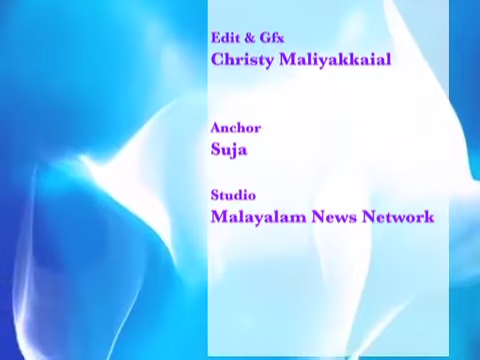 Edit & Gfx
Christy Maliyakkaial
Anchor
Suja
Studio
Malayalam News Network